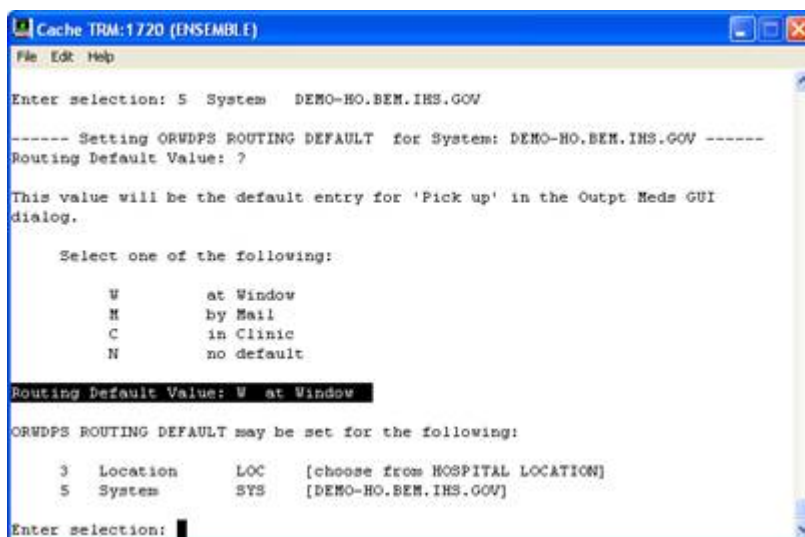 Cache TRM:1720 (ENSEMBLE)
File Edit Help
Enter selection: 5 System DEMO-HO.BEM.IHS.GOV
------ Setting ORWDPS ROUTING DEFAULT for System: DEMO-HO.BEM.IHS.GOV ------
Routing Default Value: ?
This value will be the default entry for 'Pick up' in the Outpt Meds GUI
dialog.
Select one of the following:
W at Window
M by Mail
C in Clinic
N no default
Routing Default Value: W at Window
ORWDPS ROUTING DEFAULT may be set for the following:
3 Location LOC [choose from HOSPITAL LOCATION]
5 System SYS [DEMO-HO.BEM.IHS.GOV]
Enter selection: